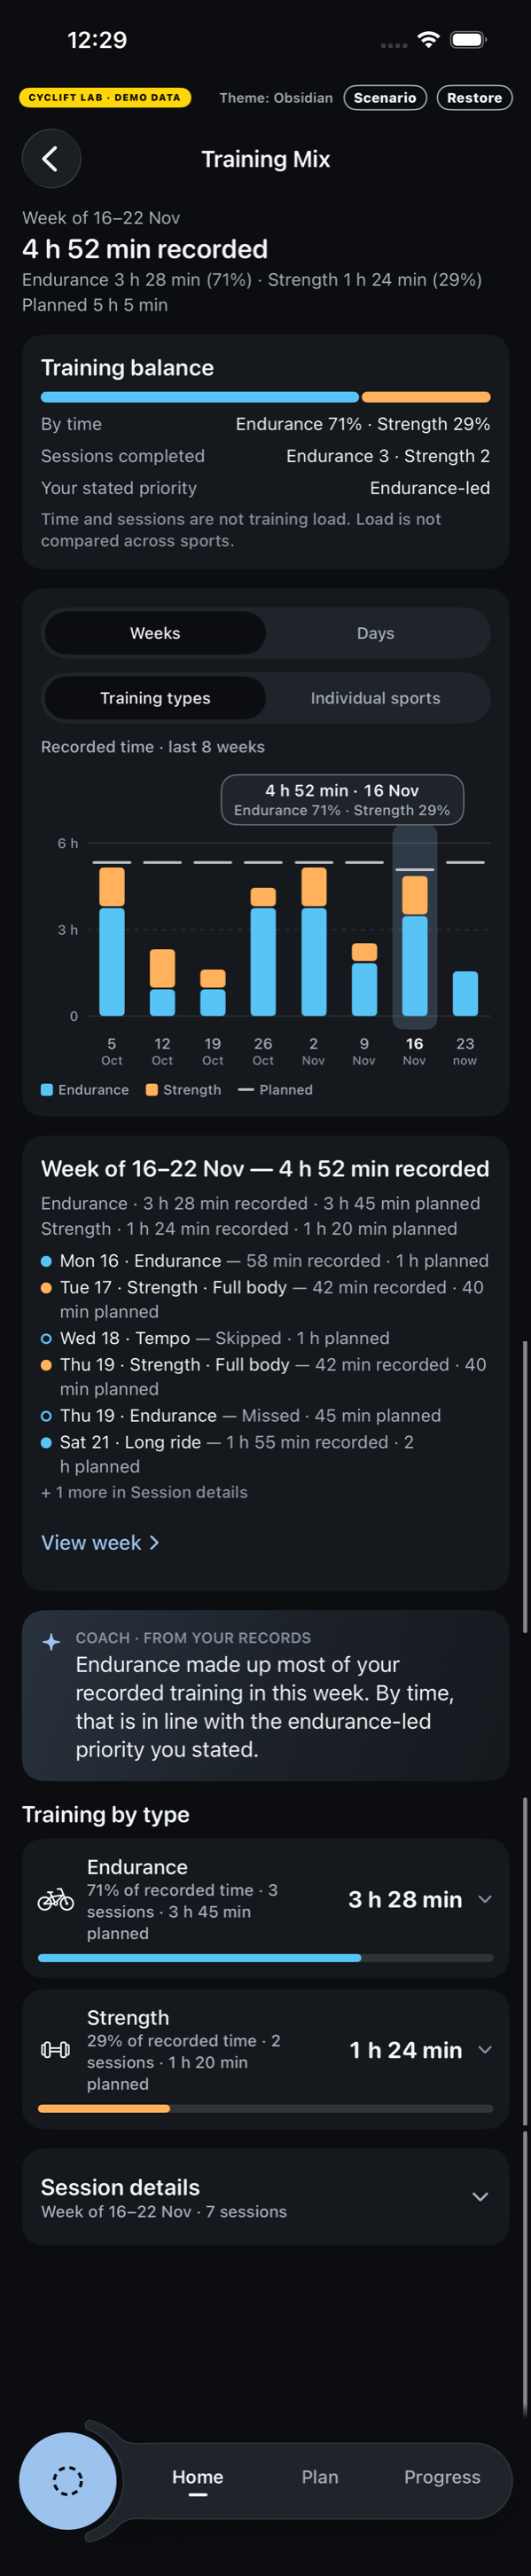 12:29
CYCLIFT LAB · DEMO DATA
Theme: Obsidian
Scenario
Restore
Training Mix
Week of 16–22 Nov
4 h 52 min recorded
Endurance 3 h 28 min (71%) · Strength 1 h 24 min (29%)
Planned 5 h 5 min
Training balance
By time Endurance 71% · Strength 29%
Sessions completed Endurance 3 · Strength 2
Your stated priority Endurance-led
Time and sessions are not training load. Load is not
compared across sports.
Weeks Days
Training types Individual sports
Recorded time · last 8 weeks
4 h 52 min · 16 Nov
Endurance 71% · Strength 29%
6 h
3 h
0
5 12 19 26 2 9 16 23
Oct Oct Oct Oct Nov Nov Nov now
Endurance Strength Planned
Week of 16–22 Nov — 4 h 52 min recorded
Endurance · 3 h 28 min recorded · 3 h 45 min planned
Strength · 1 h 24 min recorded · 1 h 20 min planned
Mon 16 · Endurance — 58 min recorded · 1 h planned
Tue 17 · Strength · Full body — 42 min recorded · 40
min planned
Wed 18 · Tempo — Skipped · 1 h planned
Thu 19 · Strength · Full body — 42 min recorded · 40
min planned
Thu 19 · Endurance — Missed · 45 min planned
Sat 21 · Long ride — 1 h 55 min recorded · 2
h planned
+ 1 more in Session details
View week
COACH · FROM YOUR RECORDS
Endurance made up most of your
recorded training in this week. By time,
that is in line with the endurance-led
priority you stated.
Training by type
Endurance
71% of recorded time · 3
sessions · 3 h 45 min
planned
3 h 28 min
Strength
29% of recorded time · 2
sessions · 1 h 20 min
planned
1 h 24 min
Session details
Week of 16–22 Nov · 7 sessions
Home Plan Progress